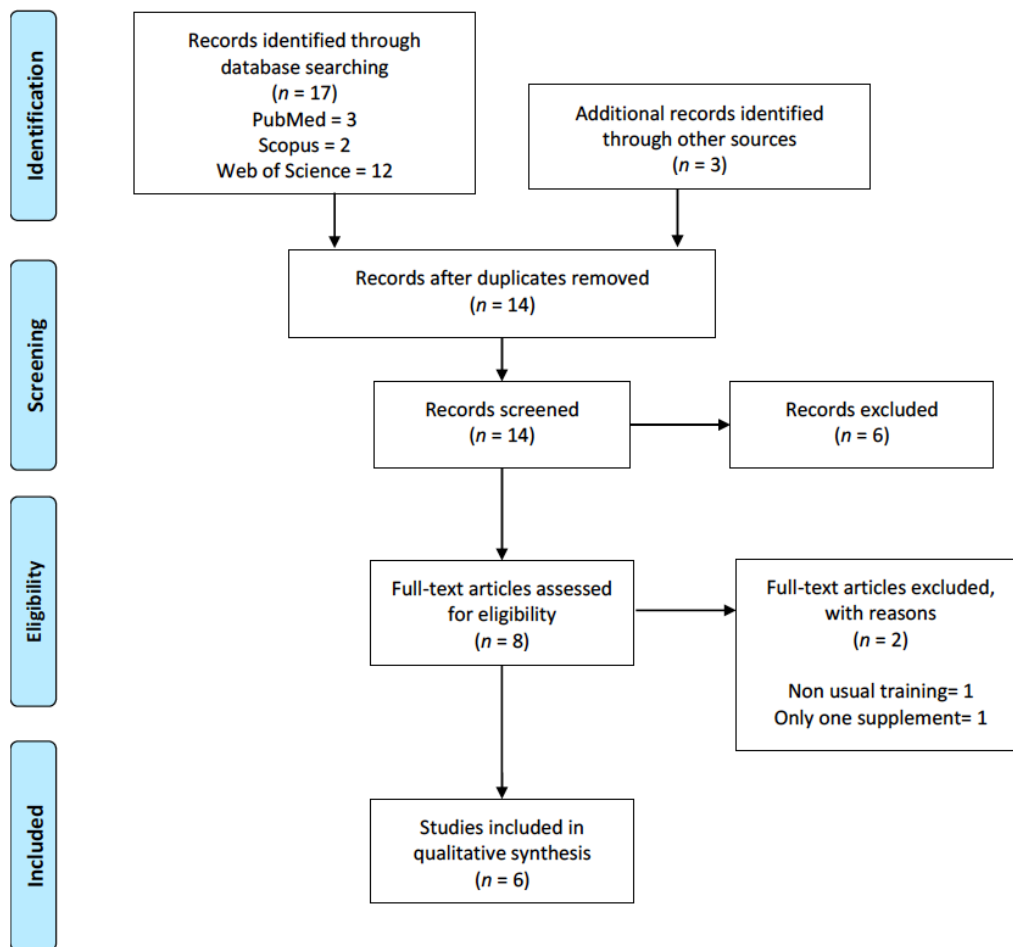 Identification
Records identified through
database searching
(n = 17)
PubMed = 3
Scopus = 2
Web of Science = 12
Additional records identified
through other sources
(n = 3)
Screening
Records after duplicates removed
(n = 14)
Records screened
(n = 14)
Records excluded
(n = 6)
Eligibility
Full-text articles assessed
for eligibility
(n = 8)
Full-text articles excluded,
with reasons
(n = 2)
Non usual training= 1
Only one supplement= 1
Included
Studies included in
qualitative synthesis
(n = 6)